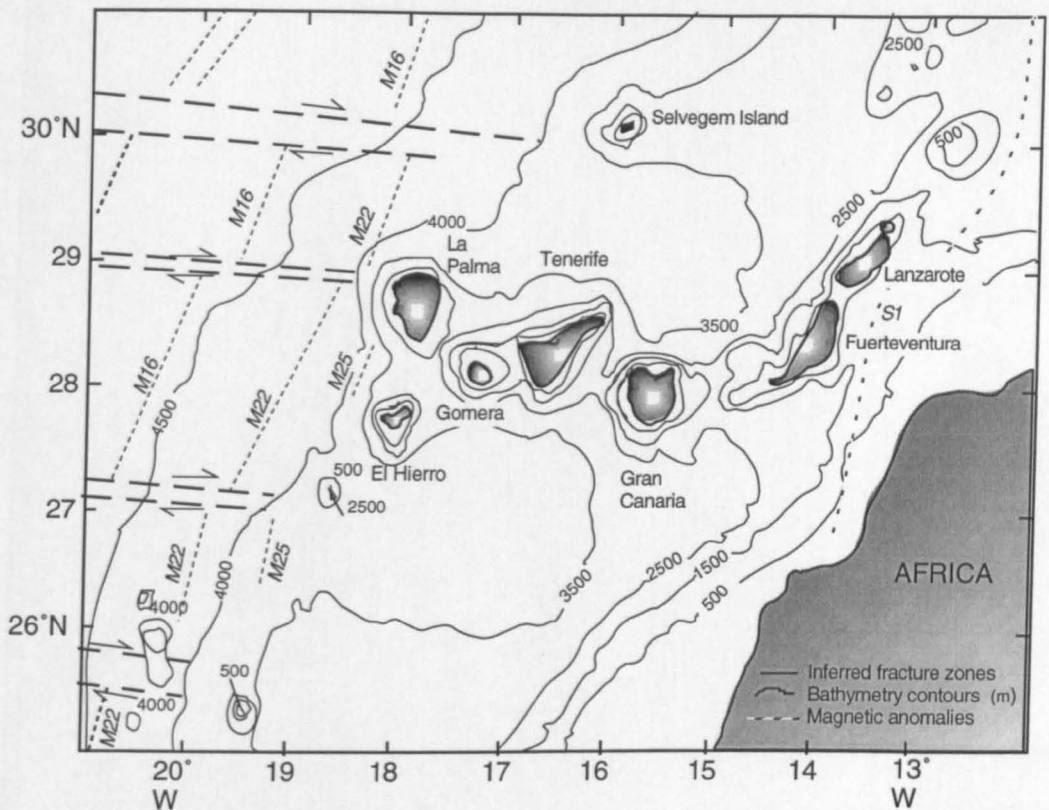 M16
2500
500
30°N
Selvegem Island
M16
M22
4000
2500
29
La
Palma
Tenerife
Lanzarote
S1
3500
Fuerteventura
M16
M25
28
M22
Gomera
4500
El Hierro
500
2500
Gran
Canaria
27
M22
M25
4000
2500
1500
500
3500
AFRICA
26°N
4000
500
4000
M22
Inferred fracture zones
Bathymetry contours (m)
Magnetic anomalies
20° 19 18 17 16 15 14 13°
W W